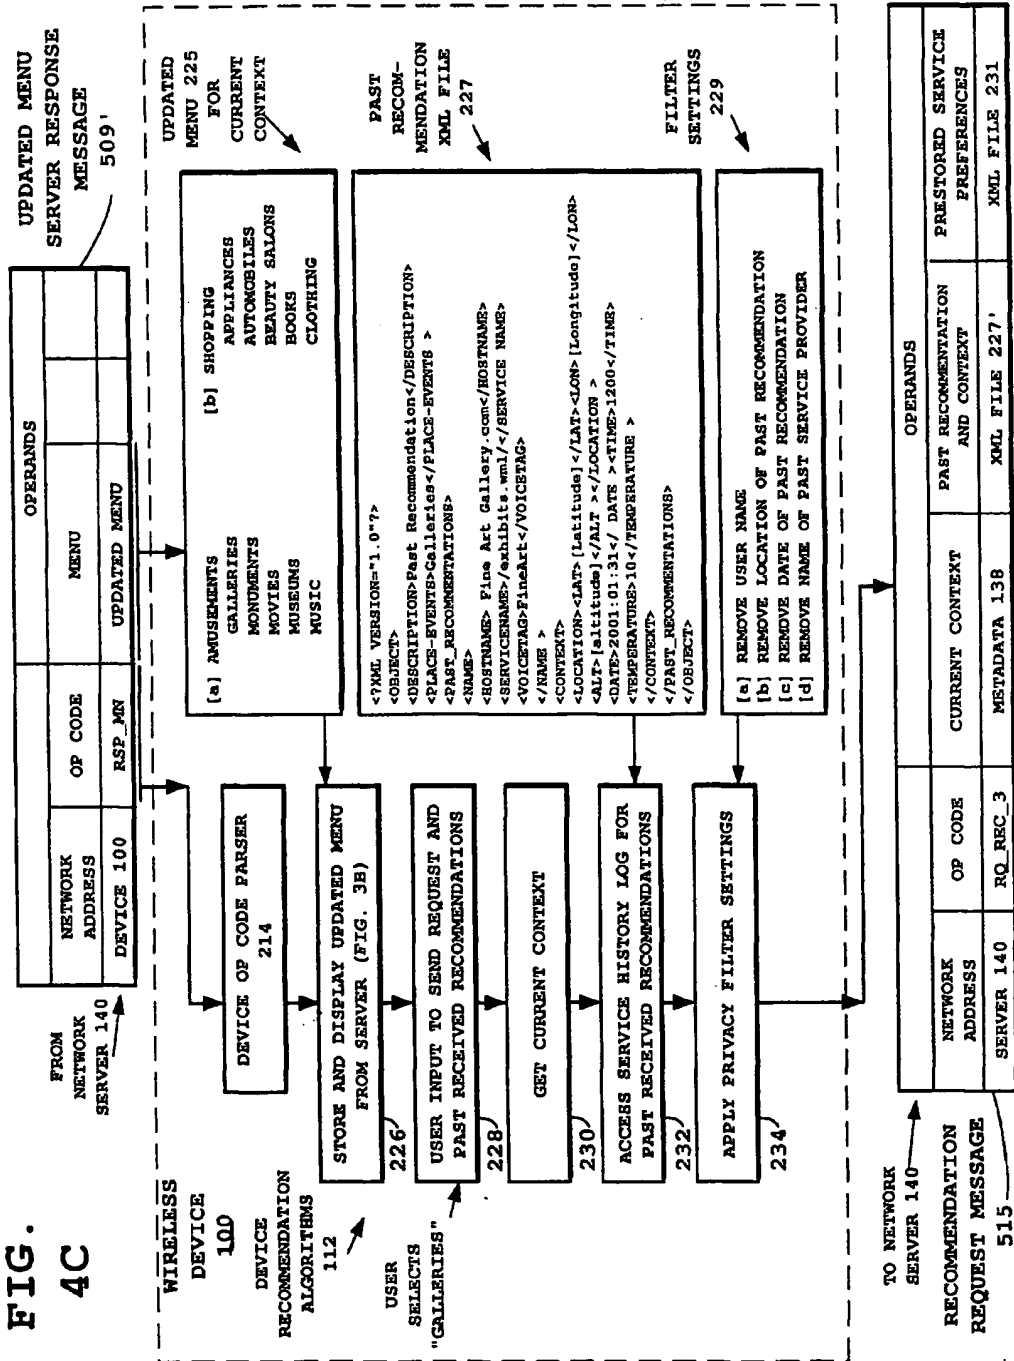 FIG.
4C
UPDATED MENU
SERVER RESPONSE
MESSAGE
509'
FROM
NETWORK
SERVER 140
OPERANDS
NETWORK
ADDRESS
OP CODE
MENU
DEVICE 100
RSP_MN
UPDATED MENU
WIRELESS
DEVICE
100
DEVICE
RECOMMENDATION
ALGORITHMS
112
USER
SELECTS
"GALLERIES"
DEVICE OP CODE PARSER
214
STORE AND DISPLAY UPDATED MENU
FROM SERVER (FIG. 3B)
226
USER INPUT TO SEND REQUEST AND
PAST RECEIVED RECOMMENDATIONS
228
GET CURRENT CONTEXT
230
ACCESS SERVICE HISTORY LOG FOR
PAST RECEIVED RECOMMENDATIONS
232
APPLY PRIVACY FILTER SETTINGS
234
[a] AMUSEMENTS
GALLERIES
MONUMENTS
MOVIES
MUSEUMS
MUSIC
[b] SHOPPING
APPLIANCES
AUTOMOBILES
BEAUTY SALONS
BOOKS
CLOTHING
UPDATED
MENU 225
FOR
CURRENT
CONTEXT
<?XML VERSION="1.0"?>
<OBJECT>
<DESCRIPTION>Past Recommendation</DESCRIPTION>
<PLACE-EVENTS>Galleries</PLACE-EVENTS >
<PAST_RECOMMENTATIONS>
<NAME>
<HOSTNAME> Fine Art Gallery.com</HOSTNAME>
<SERVICENAME>/exhibits.wml/</SERVICE NAME>
<VOICETAG>FineArt</VOICETAG>
</NAME >
<CONTEXT>
<LOCATION><LAT>[Latitude]</LAT><LON>[Longitude]</LON>
<ALT>[altitude]</ALT ></LOCATION >
<DATE>2001:01:31</ DATE ><TIME>1200</TIME>
<TEMPERATURE>10</TEMPERATURE >
</CONTEXT>
</PAST_RECOMMENTATIONS>
</OBJECT>
PAST
RECOM-
MENDATION
XML FILE
227
[a] REMOVE USER NAME
[b] REMOVE LOCATION OF PAST RECOMMENDATION
[c] REMOVE DATE OF PAST RECOMMENDATION
[d] REMOVE NAME OF PAST SERVICE PROVIDER
FILTER
SETTINGS
229
TO NETWORK
SERVER 140
RECOMMENDATION
REQUEST MESSAGE
515
OPERANDS
NETWORK
ADDRESS
OP CODE
CURRENT CONTEXT
PAST RECOMMENTATION
AND CONTEXT
PRESTORED SERVICE
PREFERENCES
SERVER 140
RQ_REC_3
METADATA 138
XML FILE 227'
XML FILE 231